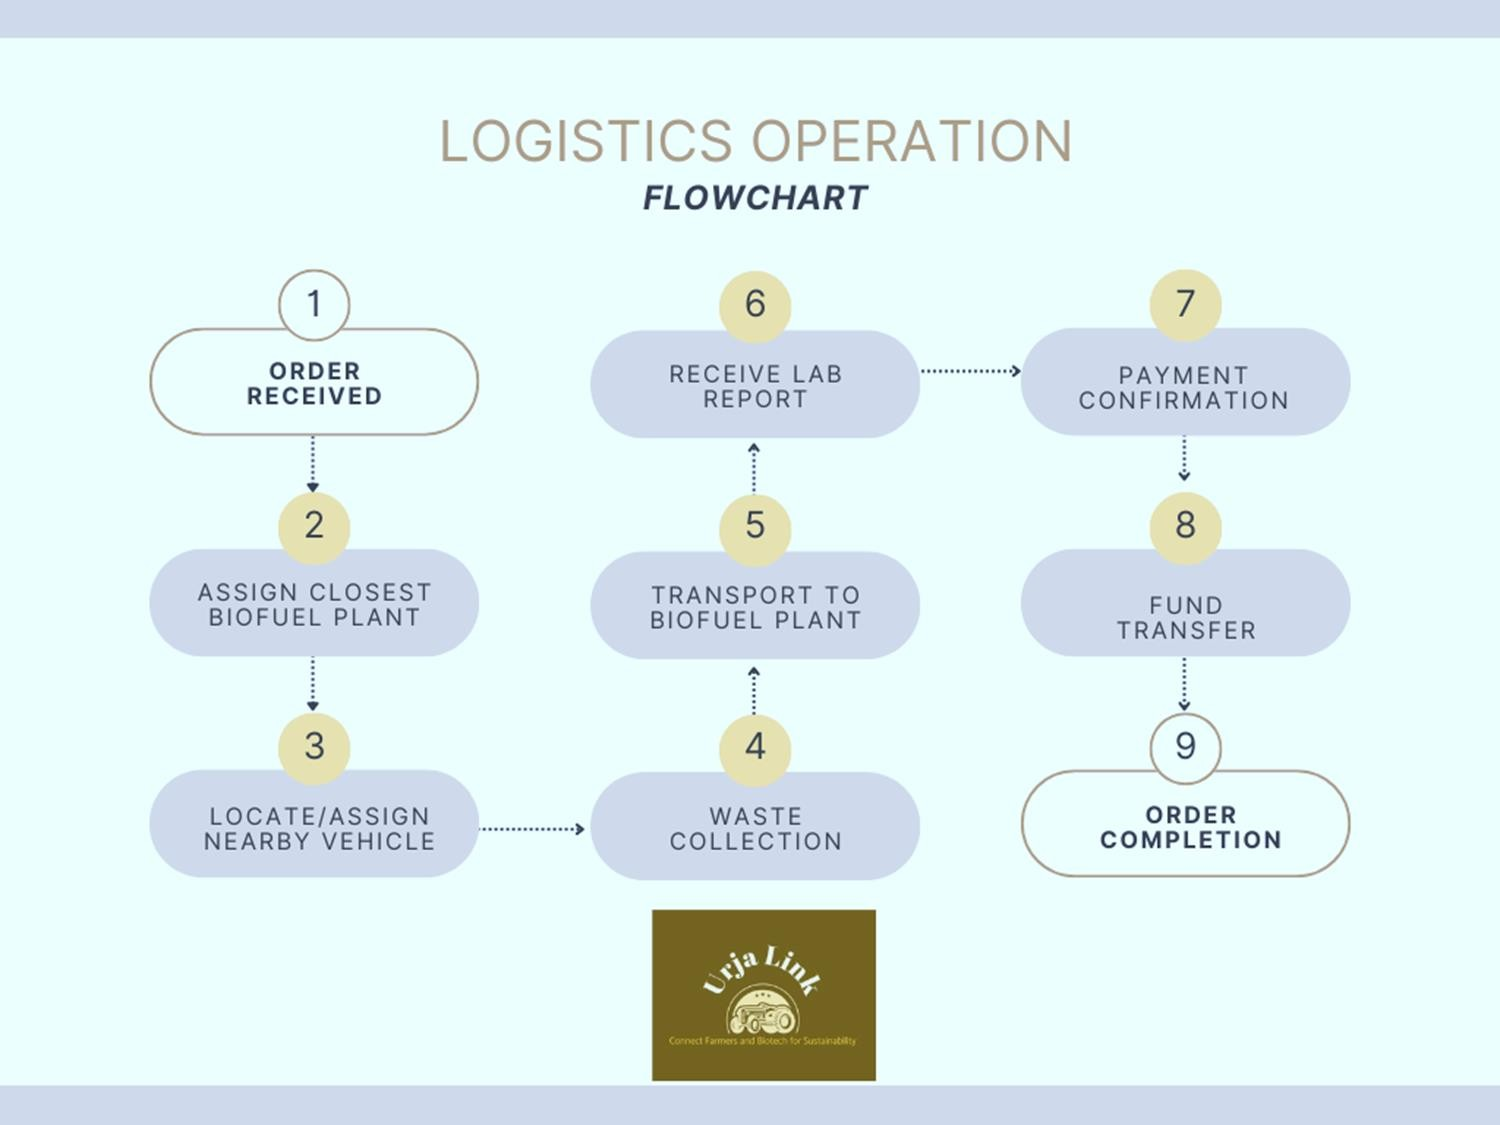 LOGISTICS OPERATION
FLOWCHART
1
ORDER
RECEIVED
2
ASSIGN CLOSEST
BIOFUEL PLANT
3
LOCATE/ASSIGN
NEARBY VEHICLE
4
WASTE
COLLECTION
5
TRANSPORT TO
BIOFUEL PLANT
6
RECEIVE LAB
REPORT
7
PAYMENT
CONFIRMATION
8
FUND
TRANSFER
9
ORDER
COMPLETION
Urja Link
Connect Farmers and Biotech for Sustainability